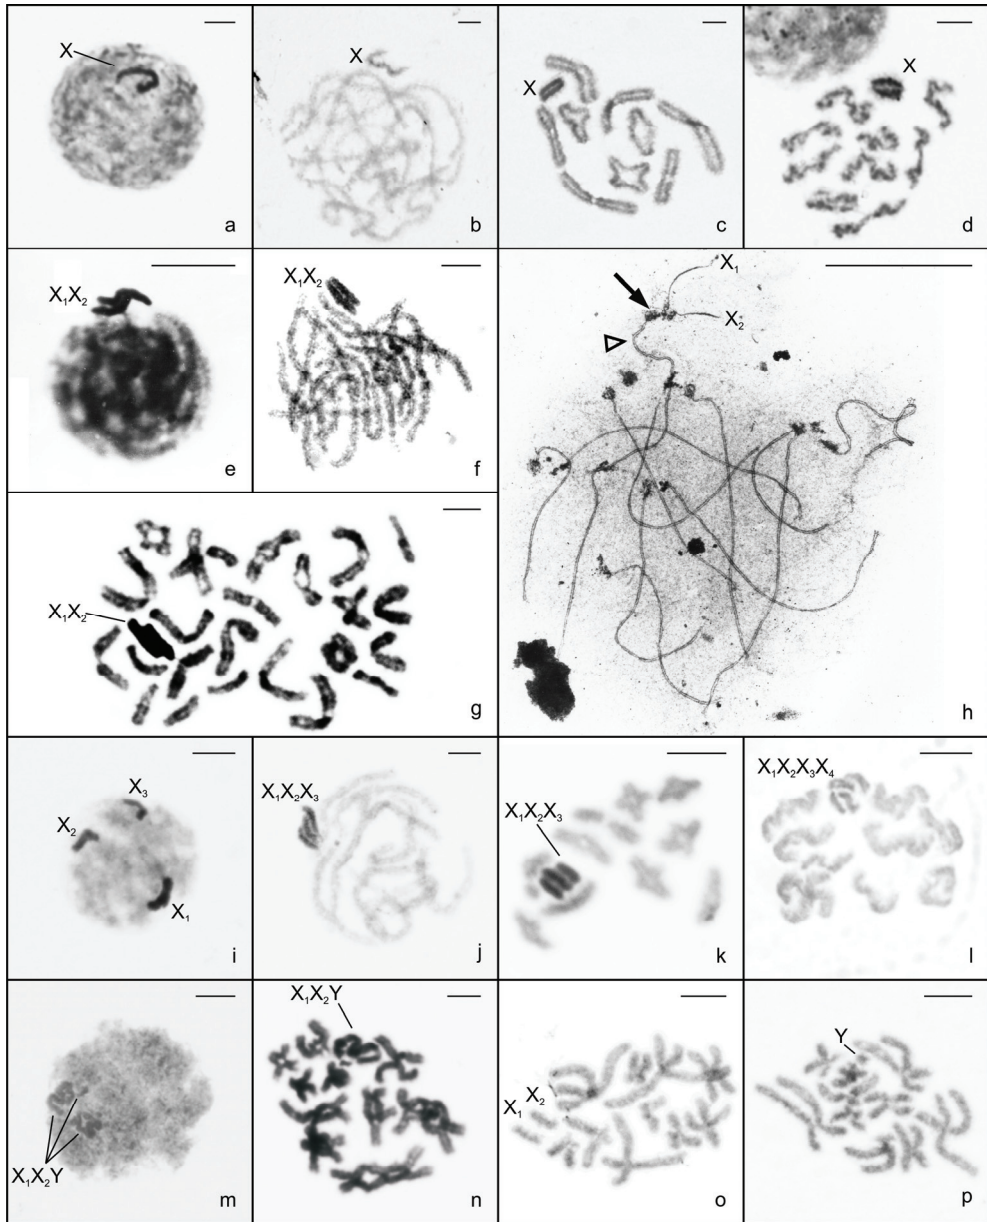 X
a
X
b
X
c
X
d
X₁X₂
e
X₁X₂
f
X₁X₂
g
X₁
X₂
h
X₃
X₂
X₁
i
X₁X₂X₃
j
X₁X₂X₃
k
X₁X₂X₃X₄
l
X₁X₂Y
m
X₁X₂Y
n
X₁ X₂
o
Y
p